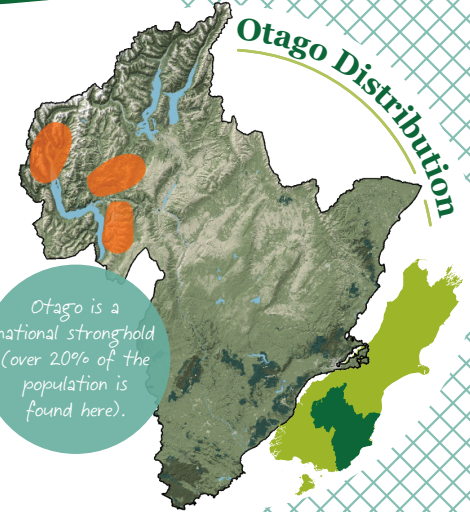 Otago Distribution
Otago is a
national stronghold
(over 20% of the
population is
found here).